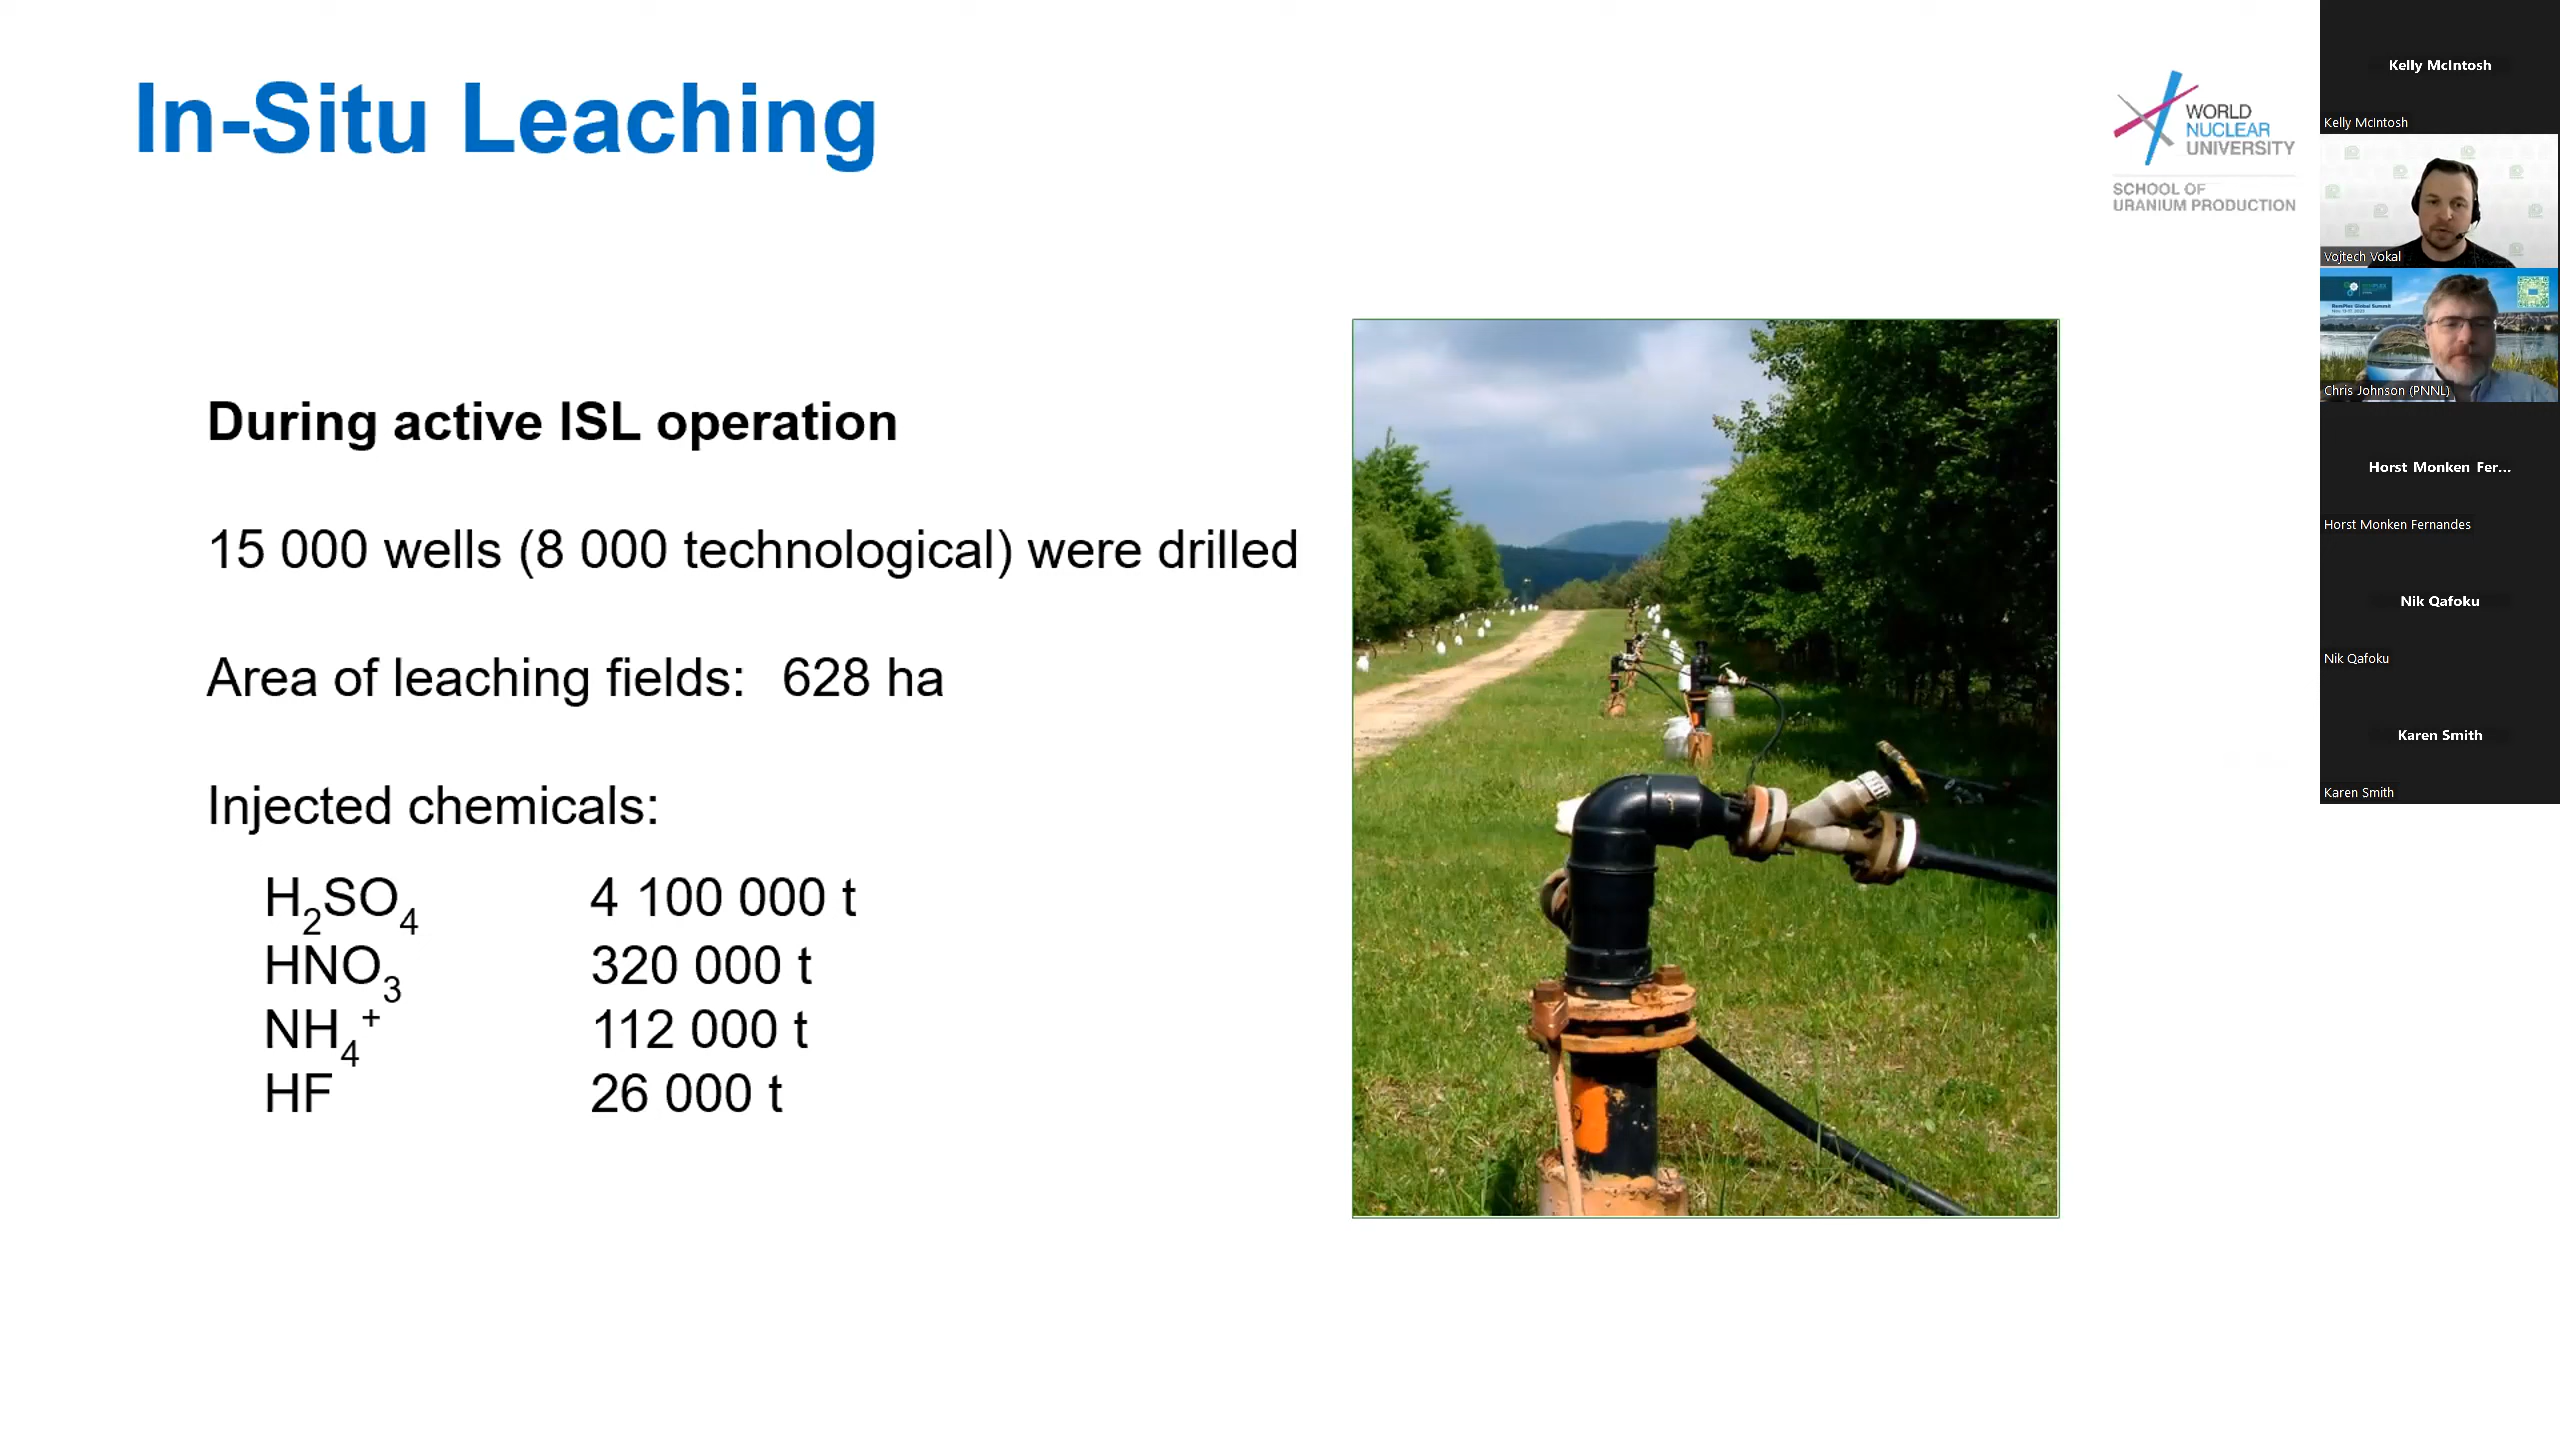 In-Situ Leaching
WORLD
NUCLEAR
UNIVERSITY
SCHOOL OF
URANIUM PRODUCTION
During active ISL operation
15 000 wells (8 000 technological) were drilled
Area of leaching fields: 628 ha
Injected chemicals:
H₂SO₄ 4 100 000 t
HNO₃ 320 000 t
NH₄⁺ 112 000 t
HF 26 000 t
Kelly McIntosh
Kelly McIntosh
Vojtech Vokal
RemPlex Global Summit
Chris Johnson (PNNL)
Horst Monken Fer...
Horst Monken Fernandes
Nik Qafoku
Nik Qafoku
Karen Smith
Karen Smith